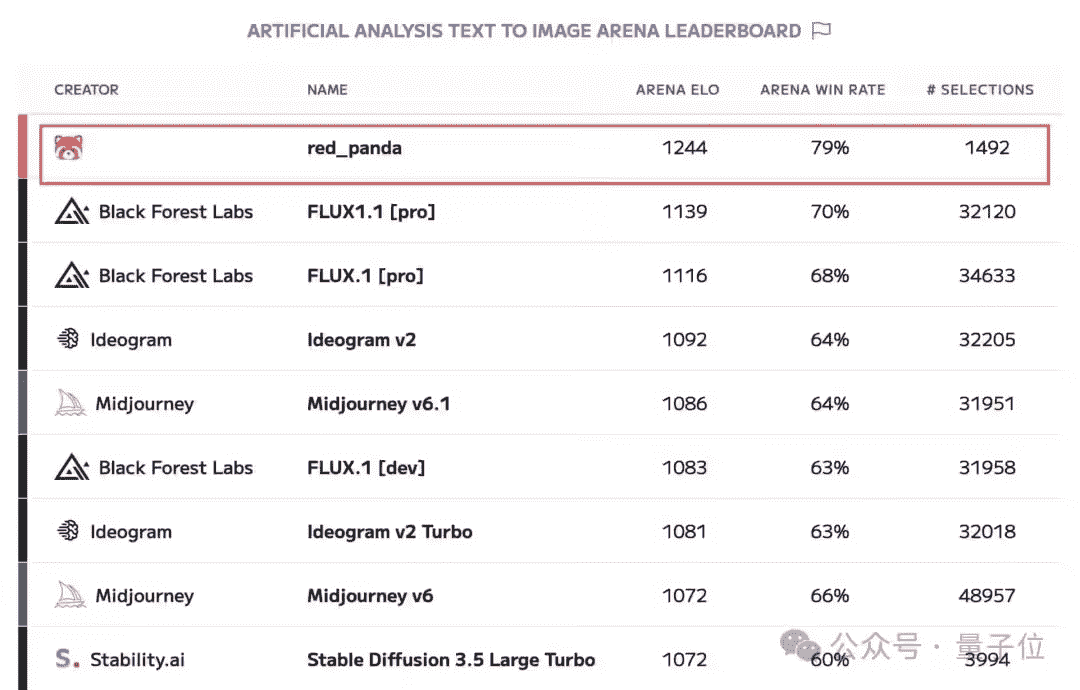 ARTIFICIAL ANALYSIS TEXT TO IMAGE ARENA LEADERBOARD
CREATOR NAME ARENA ELO ARENA WIN RATE # SELECTIONS
red_panda 1244 79% 1492
Black Forest Labs FLUX1.1 [pro] 1139 70% 32120
Black Forest Labs FLUX.1 [pro] 1116 68% 34633
Ideogram Ideogram v2 1092 64% 32205
Midjourney Midjourney v6.1 1086 64% 31951
Black Forest Labs FLUX.1 [dev] 1083 63% 31958
Ideogram Ideogram v2 Turbo 1081 63% 32018
Midjourney Midjourney v6 1072 66% 48957
S. Stability.ai Stable Diffusion 3.5 Large Turbo 1072 60% 3994
公众号 · 量子位